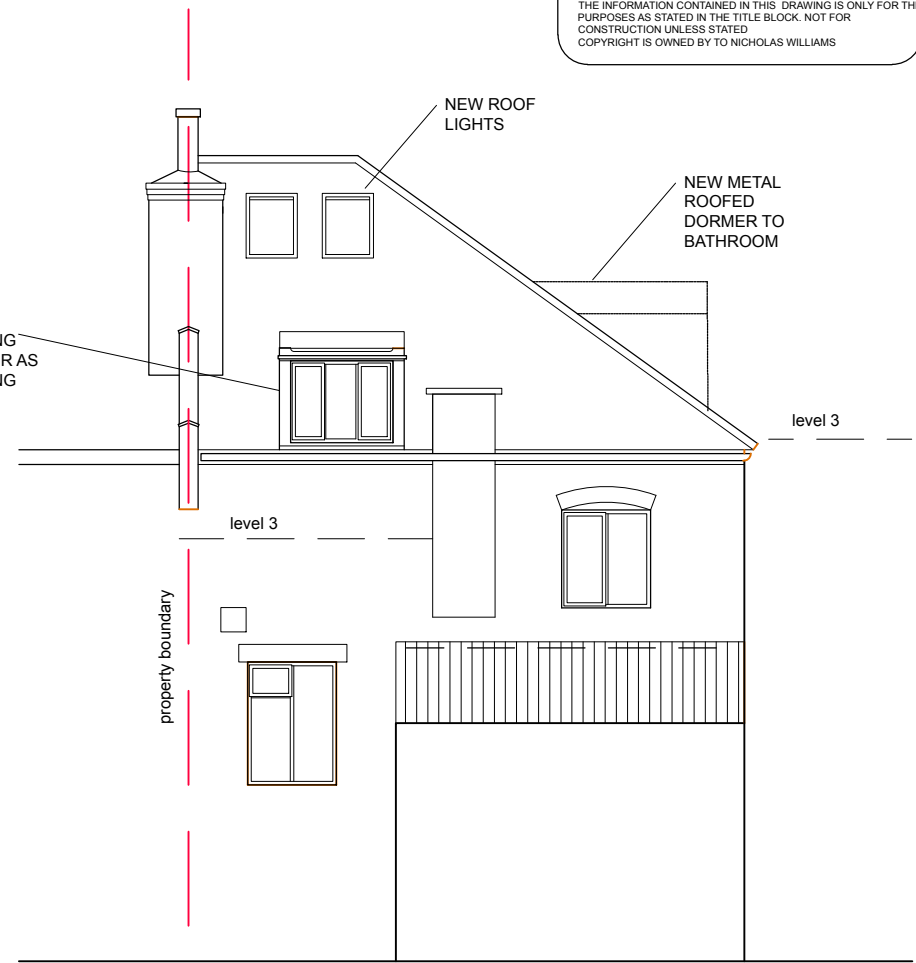 THE INFORMATION CONTAINED IN THIS DRAWING IS ONLY FOR
PURPOSES AS STATED IN THE TITLE BLOCK. NOT FOR
CONSTRUCTION UNLESS STATED
COPYRIGHT IS OWNED BY TO NICHOLAS WILLIAMS
NEW ROOF
LIGHTS
NEW METAL
ROOFED
DORMER TO
BATHROOM
AS
level 3
level 3
property boundary